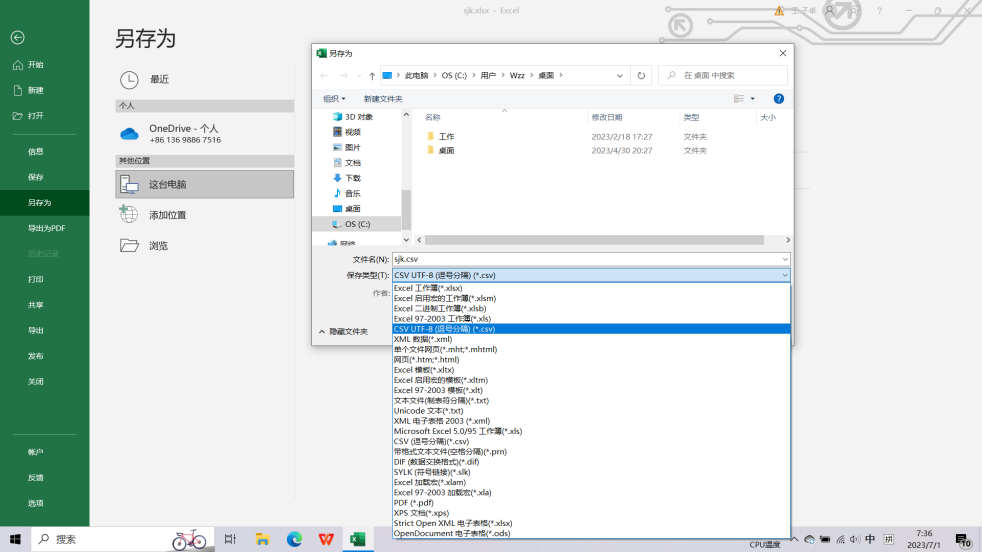 sjk.xlsx - Excel
王子卓
?
另存为
开始
新建
打开
信息
保存
另存为
导出为PDF
历史记录
打印
共享
导出
发布
关闭
帐户
反馈
选项
最近
个人
OneDrive - 个人
+86 136 9886 7516
其他位置
这台电脑
添加位置
浏览
另存为
此电脑 › OS (C:) › 用户 › Wzz › 桌面 ›
在 桌面 中搜索
组织 新建文件夹
?
3D 对象
视频
图片
文档
下载
音乐
桌面
OS (C:)
网络
名称 修改日期 类型 大小
工作 2023/2/18 17:27 文件夹
桌面 2023/4/30 20:27 文件夹
文件名(N): sjk.csv
保存类型(T): CSV UTF-8 (逗号分隔) (*.csv)
作者:
隐藏文件夹
Excel 工作簿(*.xlsx)
Excel 启用宏的工作簿(*.xlsm)
Excel 二进制工作簿(*.xlsb)
Excel 97-2003 工作簿(*.xls)
CSV UTF-8 (逗号分隔) (*.csv)
XML 数据(*.xml)
单个文件网页(*.mht;*.mhtml)
网页(*.htm;*.html)
Excel 模板(*.xltx)
Excel 启用宏的模板(*.xltm)
Excel 97-2003 模板(*.xlt)
文本文件(制表符分隔)(*.txt)
Unicode 文本(*.txt)
XML 电子表格 2003 (*.xml)
Microsoft Excel 5.0/95 工作簿(*.xls)
CSV (逗号分隔)(*.csv)
带格式文本文件(空格分隔)(*.prn)
DIF (数据交换格式)(*.dif)
SYLK (符号链接)(*.slk)
Excel 加载宏(*.xlam)
Excel 97-2003 加载宏(*.xla)
PDF (*.pdf)
XPS 文档(*.xps)
Strict Open XML 电子表格(*.xlsx)
OpenDocument 电子表格(*.ods)
搜索
CPU温度
中
拼
7:36
2023/7/1
10